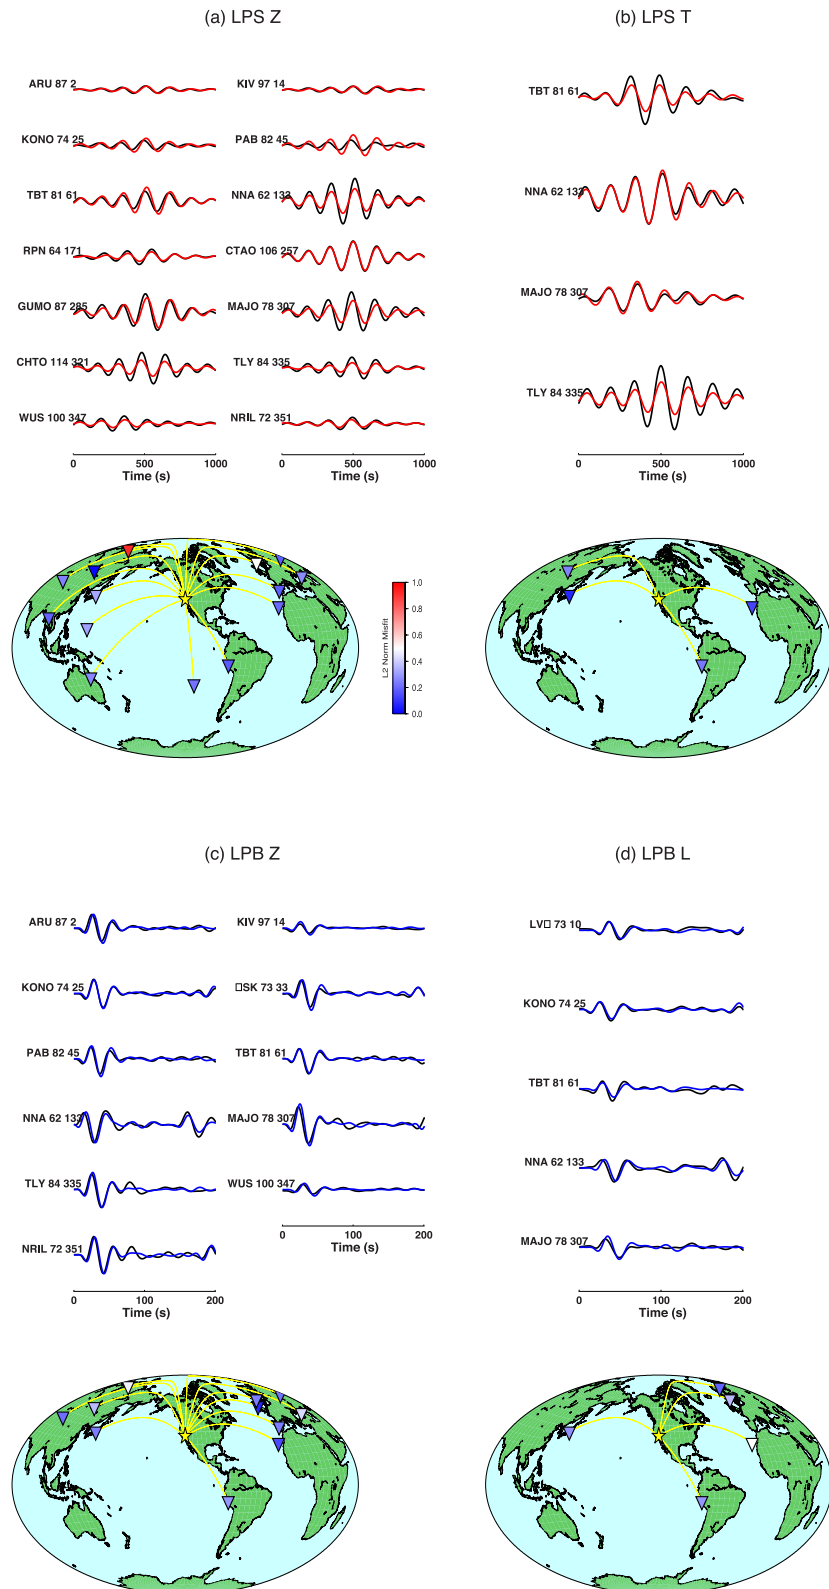 (a) LPS Z
(b) LPS T
ARU 87 2
KIV 97 14
KONO 74 25
PAB 82 45
TBT 81 61
NNA 62 133
RPN 64 171
CTAO 106 257
GUMO 87 285
MAJO 78 307
CHTO 114 321
TLY 84 335
WUS 100 347
NRIL 72 351
0 500 1000
Time (s)
0 500 1000
Time (s)
TBT 81 61
NNA 62 133
MAJO 78 307
TLY 84 335
0 500 1000
Time (s)
L2 Norm Misfit
1.0
0.8
0.6
0.4
0.2
0.0
(c) LPB Z
(d) LPB L
ARU 87 2
KIV 97 14
KONO 74 25
□SK 73 33
PAB 82 45
TBT 81 61
NNA 62 133
MAJO 78 307
TLY 84 335
WUS 100 347
NRIL 72 351
0 100 200
Time (s)
0 100 200
Time (s)
LV□ 73 10
KONO 74 25
TBT 81 61
NNA 62 133
MAJO 78 307
0 100 200
Time (s)